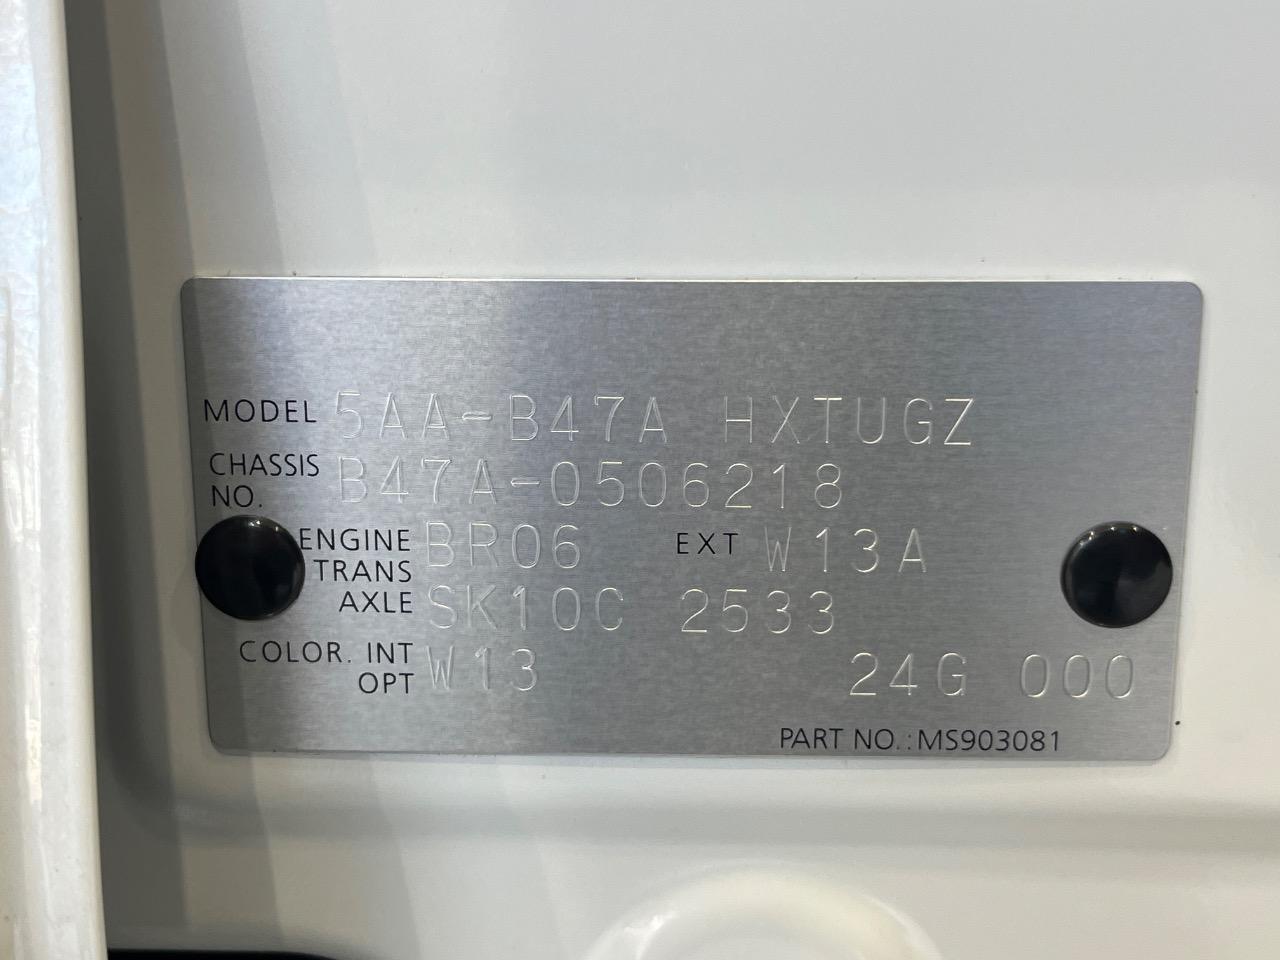 MODEL 5AA-B47A HXTUGZ
CHASSIS NO. B47A-0506218
ENGINE BR06 EXT W13A
TRANS
AXLE SK10C 2533
COLOR. INT W13
OPT 24G 000
PART NO.:MS903081